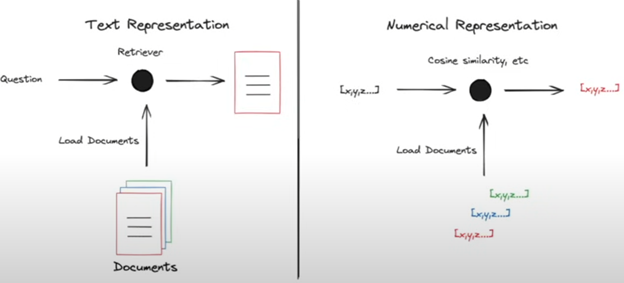 Text Representation
Retriever
Question
Load Documents
Documents
Numerical Representation
Cosine similarity, etc
[x,y,z...]
[x,y,z...]
Load Documents
[x,y,z...]
[x,y,z...]
[x,y,z...]